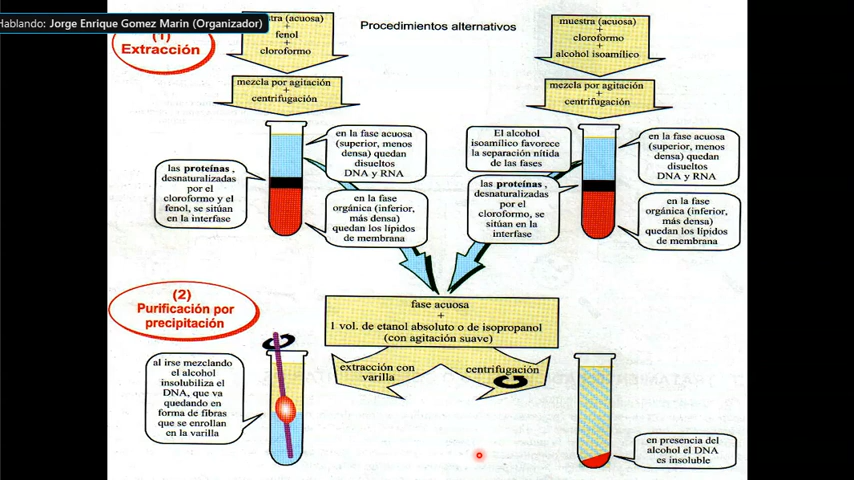 Hablando: Jorge Enrique Gomez Marin (Organizador)
Procedimientos alternativos
(1)
Extracción
(acuosa)
+
fenol
+
cloroformo
mezcla por agitación
+
centrifugación
muestra (acuosa)
+
cloroformo
+
alcohol isoamílico
mezcla por agitación
+
centrifugación
las proteínas,
desnaturalizadas
por el
cloroformo y el
fenol, se sitúan
en la interfase
en la fase acuosa
(superior, menos
densa) quedan
disueltos
DNA y RNA
en la fase
orgánica (inferior,
más densa)
quedan los lípidos
de membrana
El alcohol
isoamílico favorece
la separación nítida
de las fases
las proteínas,
desnaturalizadas
por el
cloroformo, se
sitúan en la
interfase
en la fase acuosa
(superior, menos
densa) quedan
disueltos
DNA y RNA
en la fase
orgánica (inferior,
más densa)
quedan los lípidos
de membrana
(2)
Purificación por
precipitación
fase acuosa
+
1 vol. de etanol absoluto o de isopropanol
(con agitación suave)
extracción con
varilla
centrifugación
al irse mezclando
el alcohol
insolubiliza el
DNA, que va
quedando en
forma de fibras
que se enrollan
en la varilla
en presencia del
alcohol el DNA
es insoluble